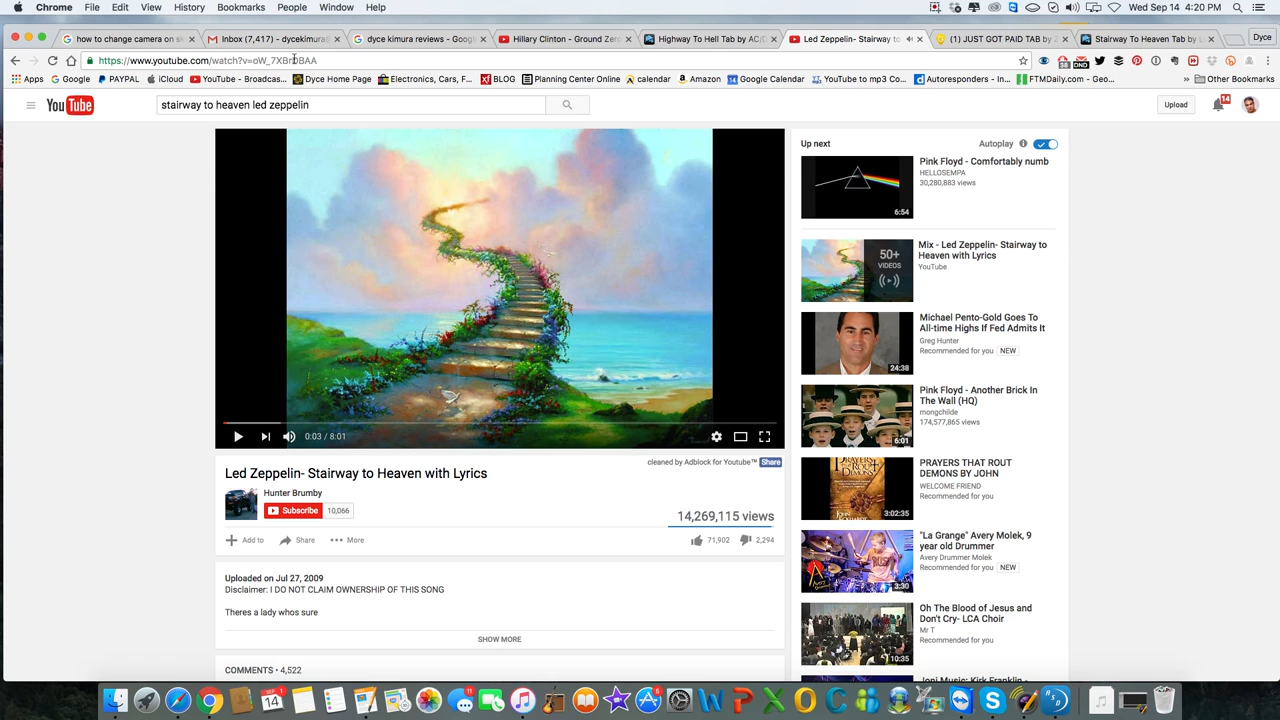 Chrome File Edit View History Bookmarks People Window Help Wed Sep 14 4:20 PM
how to change camera on s
Inbox (7,417) - dycekimura@
dyce kimura reviews - Goog
Hillary Clinton - Ground Zer
Highway To Hell Tab by AC/D
Led Zeppelin- Stairway to
(1) JUST GOT PAID TAB by Z
Stairway To Heaven Tab by L
Dyce
Apps Google PAYPAL iCloud YouTube - Broadcas... Dyce Home Page Electronics, Cars, F... BLOG Planning Center Online calendar Amazon Google Calendar YouTube to mp3 Co... Autoresponders - In... FTMDaily.com - Geo... » Other Bookmarks
YouTube
stairway to heaven led zeppelin
Upload
14
0:03 / 8:01
cleaned by Adblock for Youtube™ Share
Led Zeppelin- Stairway to Heaven with Lyrics
Hunter Brumby
Subscribe 10,066
14,269,115 views
Add to Share More
71,902 2,294
Uploaded on Jul 27, 2009
Disclaimer: I DO NOT CLAIM OWNERSHIP OF THIS SONG
Theres a lady whos sure
SHOW MORE
COMMENTS • 4,522
Up next
Autoplay
Pink Floyd - Comfortably numb
HELLOSEMPA
30,280,883 views
6:54
Mix - Led Zeppelin- Stairway to
Heaven with Lyrics
YouTube
50+
VIDEOS
Michael Pento-Gold Goes To
All-time Highs If Fed Admits It
Greg Hunter
Recommended for you NEW
24:38
Pink Floyd - Another Brick In
The Wall (HQ)
mongchilde
174,577,865 views
6:01
PRAYERS THAT ROUT
DEMONS BY JOHN
WELCOME FRIEND
Recommended for you
3:02:35
"La Grange" Avery Molek, 9
year old Drummer
Avery Drummer Molek
Recommended for you NEW
3:30
Oh The Blood of Jesus and
Don't Cry- LCA Choir
Mr T
Recommended for you
10:35
Joni Music: Kirk Franklin -